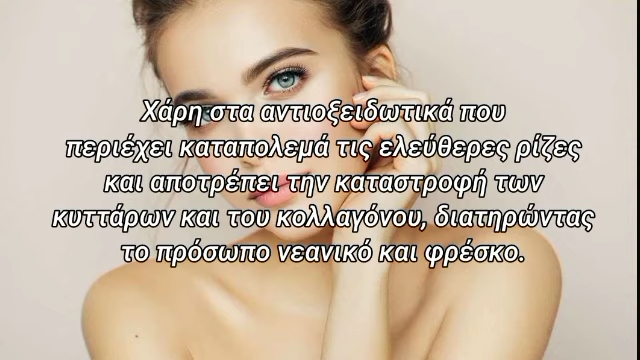 Χάρη στα αντιοξειδωτικά που
περιέχει καταπολεμά τις ελεύθερες ρίζες
και αποτρέπει την καταστροφή των
κυττάρων και του κολλαγόνου, διατηρώντας
το πρόσωπο νεανικό και φρέσκο.